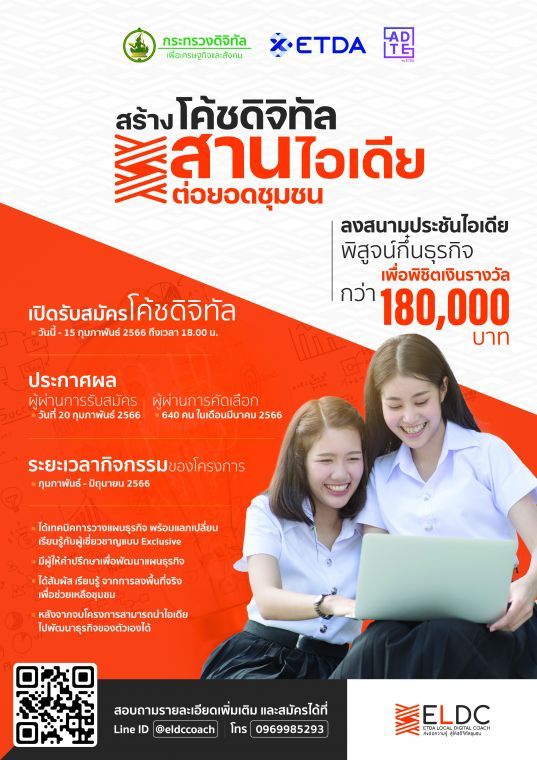 กระทรวงดิจิทัล
เพื่อเศรษฐกิจและสังคม
ETDA
AD
TE
by ETDA
สร้างโค้ชดิจิทัล
สานไอเดีย
ต่อยอดชุมชน
ลงสนามประชันไอเดีย
พิสูจน์กึ๋นธุรกิจ
เพื่อพิชิตเงินรางวัล
กว่า 180,000
บาท
เปิดรับสมัครโค้ชดิจิทัล
วันนี้ - 15 กุมภาพันธ์ 2566 ถึงเวลา 18.00 น.
ประกาศผล
ผู้ผ่านการรับสมัคร
วันที่ 20 กุมภาพันธ์ 2566
ผู้ผ่านการคัดเลือก
640 คน ในเดือนมีนาคม 2566
ระยะเวลากิจกรรมของโครงการ
กุมภาพันธ์ - มิถุนายน 2566
ได้เทคนิคการวางแผนธุรกิจ พร้อมแลกเปลี่ยน
เรียนรู้กับผู้เชี่ยวชาญแบบ Exclusive
มีผู้ให้คำปรึกษาเพื่อพัฒนาแผนธุรกิจ
ได้สัมผัส เรียนรู้ จากการลงพื้นที่จริง
เพื่อช่วยเหลือชุมชน
หลังจากจบโครงการสามารถนำไอเดีย
ไปพัฒนาธุรกิจของตัวเองได้
สอบถามรายละเอียดเพิ่มเติม และสมัครได้ที่
Line ID @eldccoach โทร 0969985293
ELDC
ETDA LOCAL DIGITAL COACH